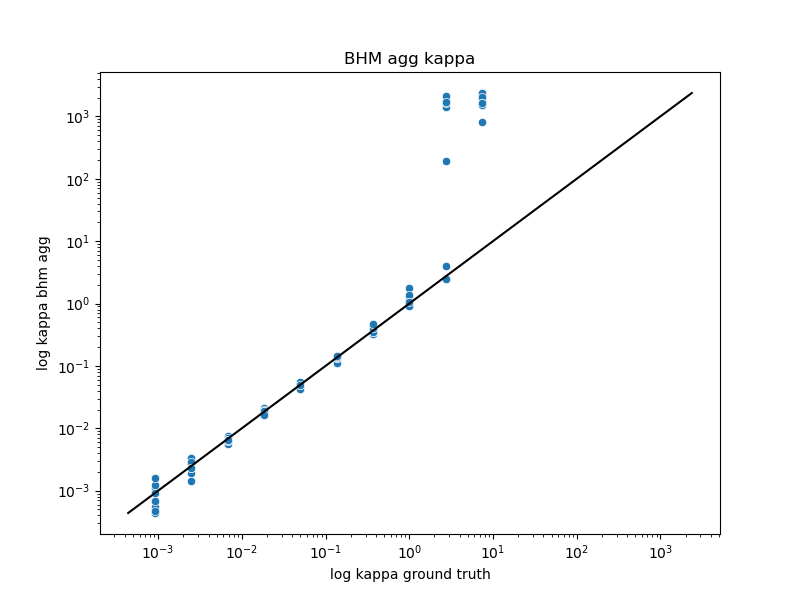 BHM agg kappa
log kappa bhm agg
10³
10²
10¹
10⁰
10⁻¹
10⁻²
10⁻³
10⁻³ 10⁻² 10⁻¹ 10⁰ 10¹ 10² 10³
log kappa ground truth